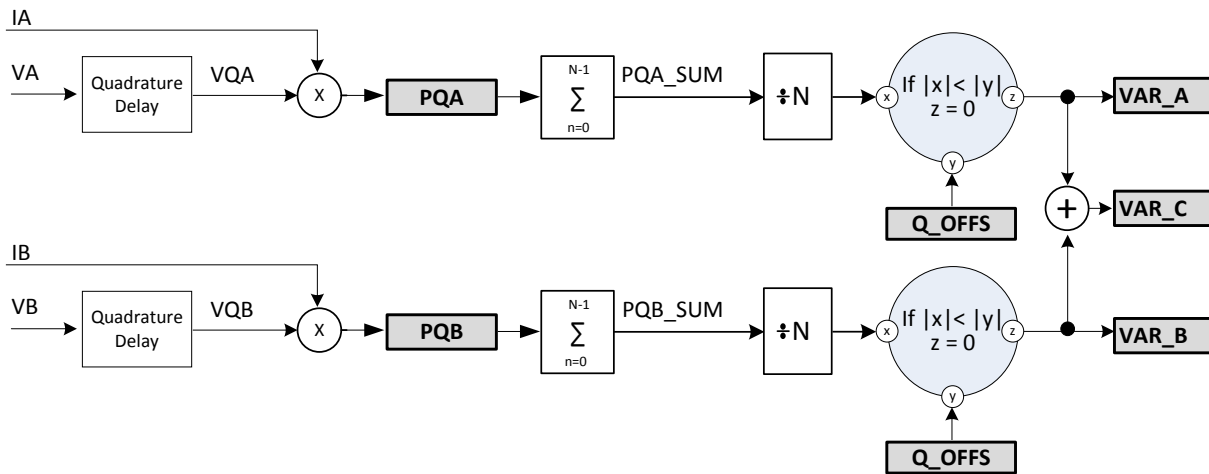 IA
VA
Quadrature
Delay
VQA
X
PQA
N-1
∑
n=0
PQA_SUM
÷N
x
If |x|< |y|
z = 0
z
y
Q_OFFS
VAR_A
+
VAR_C
IB
VB
Quadrature
Delay
VQB
X
PQB
N-1
∑
n=0
PQB_SUM
÷N
x
If |x|< |y|
z = 0
z
y
Q_OFFS
VAR_B